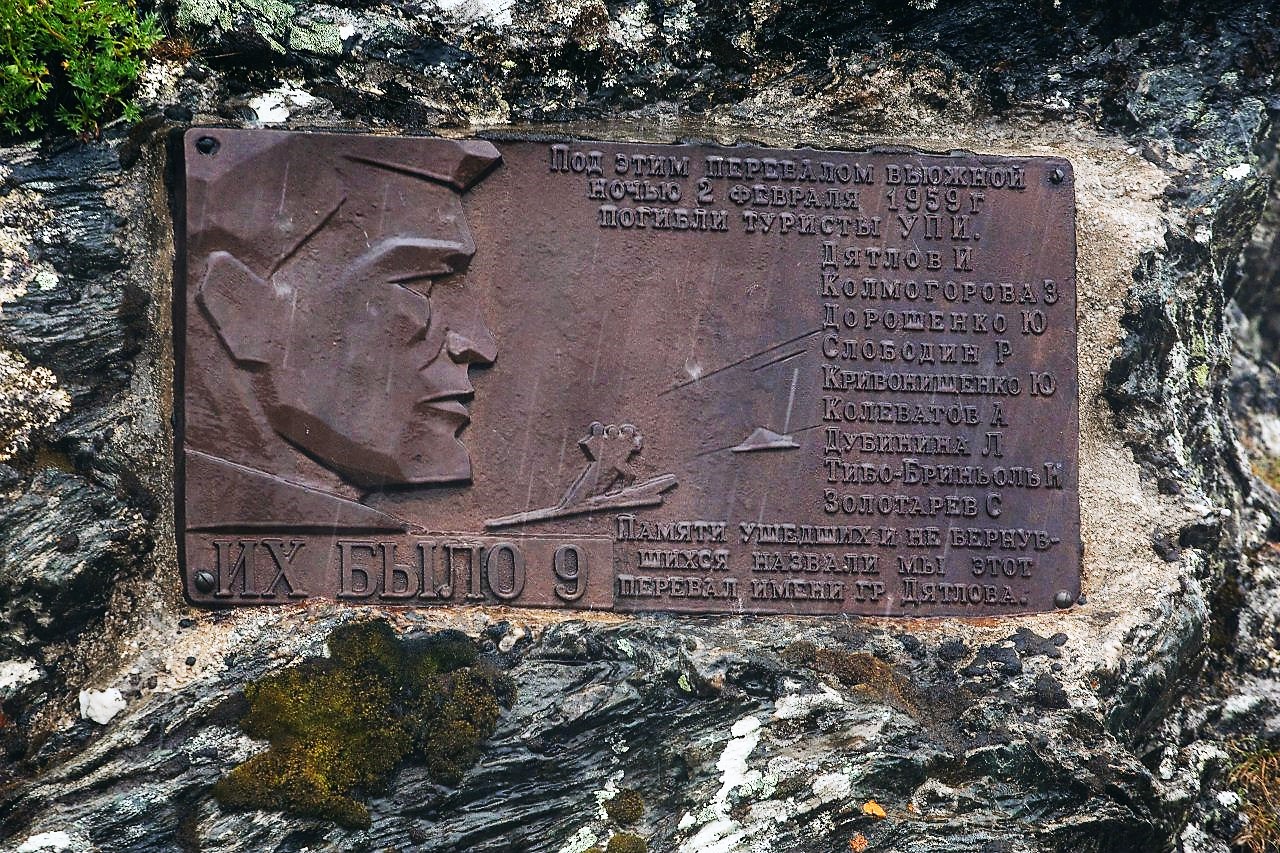 Под этим перевалом вьюжной
ночью 2 февраля 1959 г
погибли туристы УПИ.
Дятлов И
Колмогорова З
Дорошенко Ю
Слободин Р
Кривонищенко Ю
Колеватов А
Дубинина Л
Тибо-Бриньоль Н
Золотарев С
Памяти ушедших и не вернув-
шихся назвали мы этот
перевал имени гр Дятлова.
ИХ БЫЛО 9